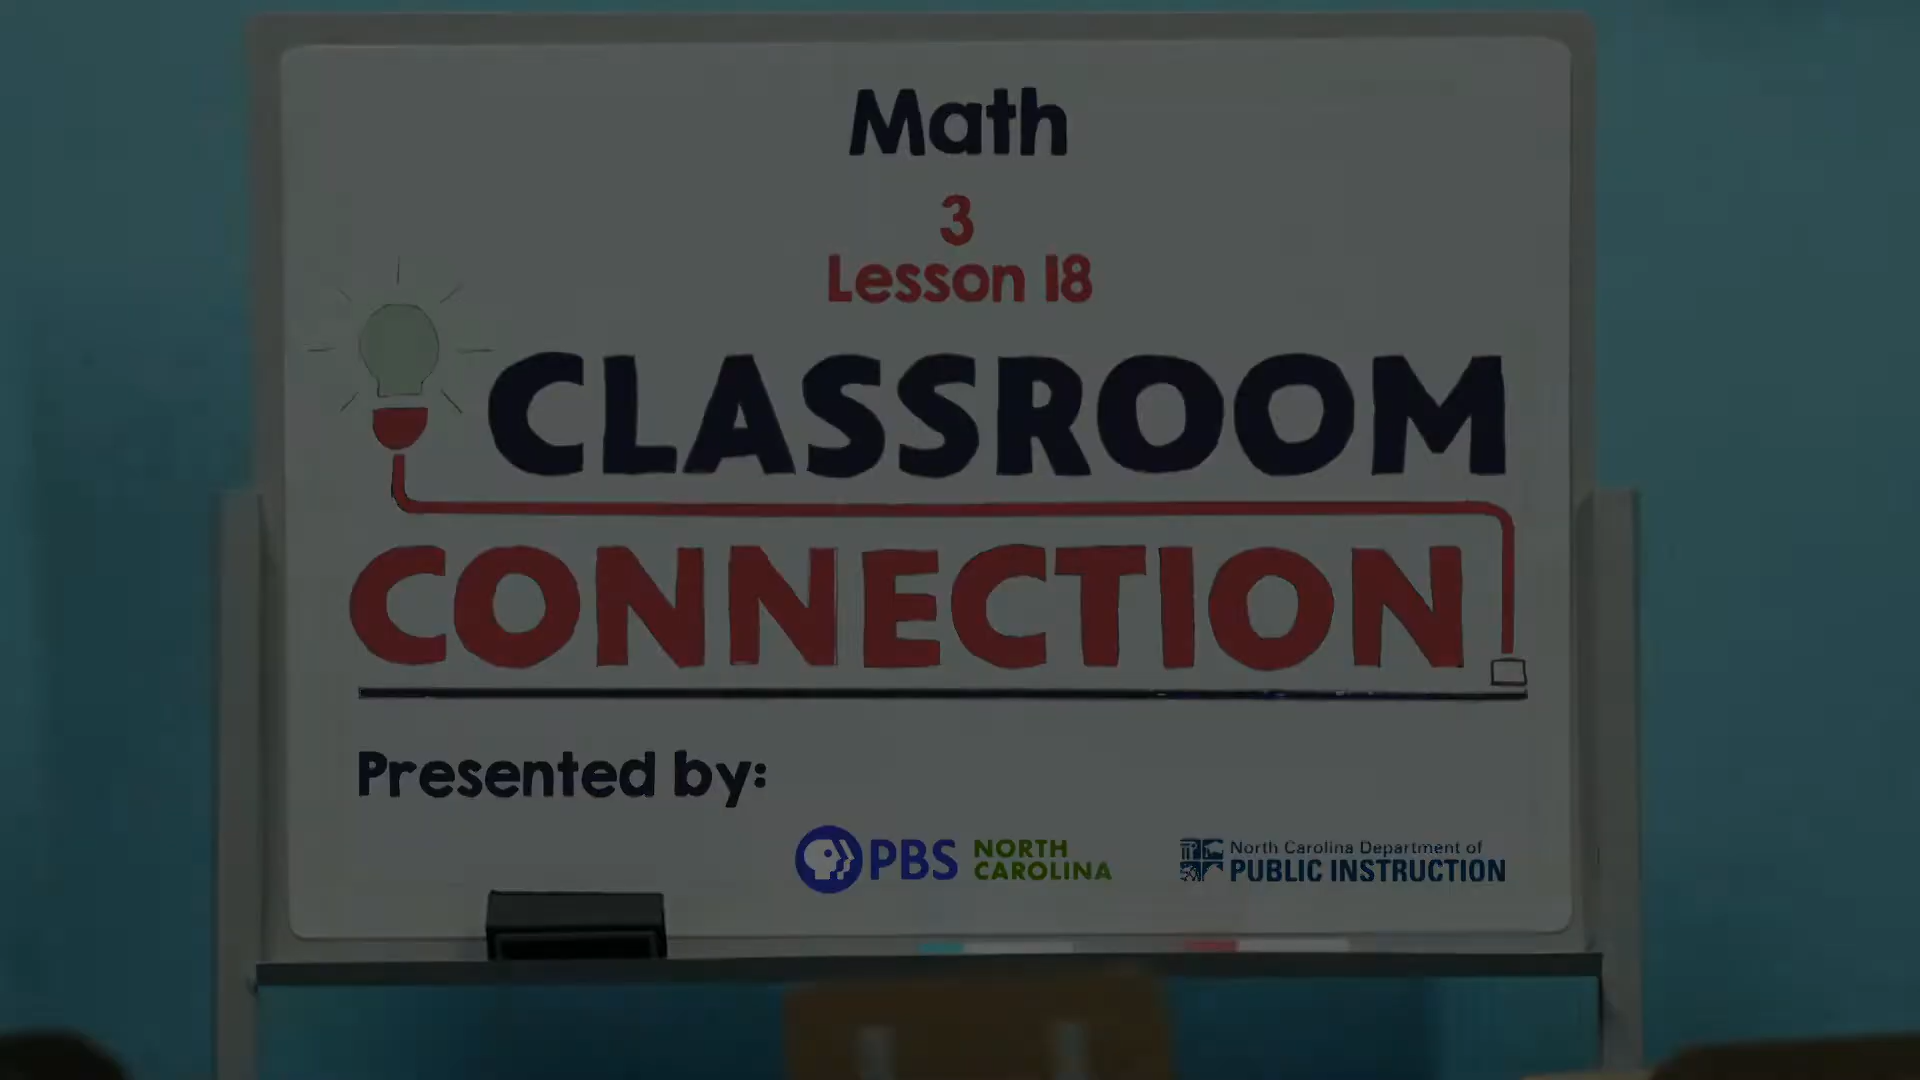 Math
3
Lesson 18
CLASSROOM
CONNECTION
Presented by:
PBS NORTH CAROLINA
North Carolina Department of
PUBLIC INSTRUCTION